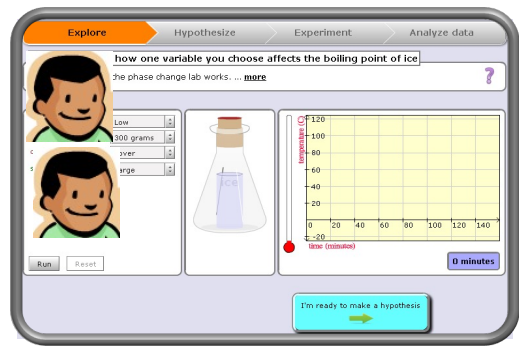 Explore Hypothesize Experiment Analyze data
how one variable you choose affects the boiling point of ice
the phase change lab works. ... more
?
Low
300 grams
over
arge
ice
Run Reset
temperature (C)
120
100
80
60
40
20
0 20 40 60 80 100 120 140
-20
time (minutes)
0 minutes
I'm ready to make a hypothesis